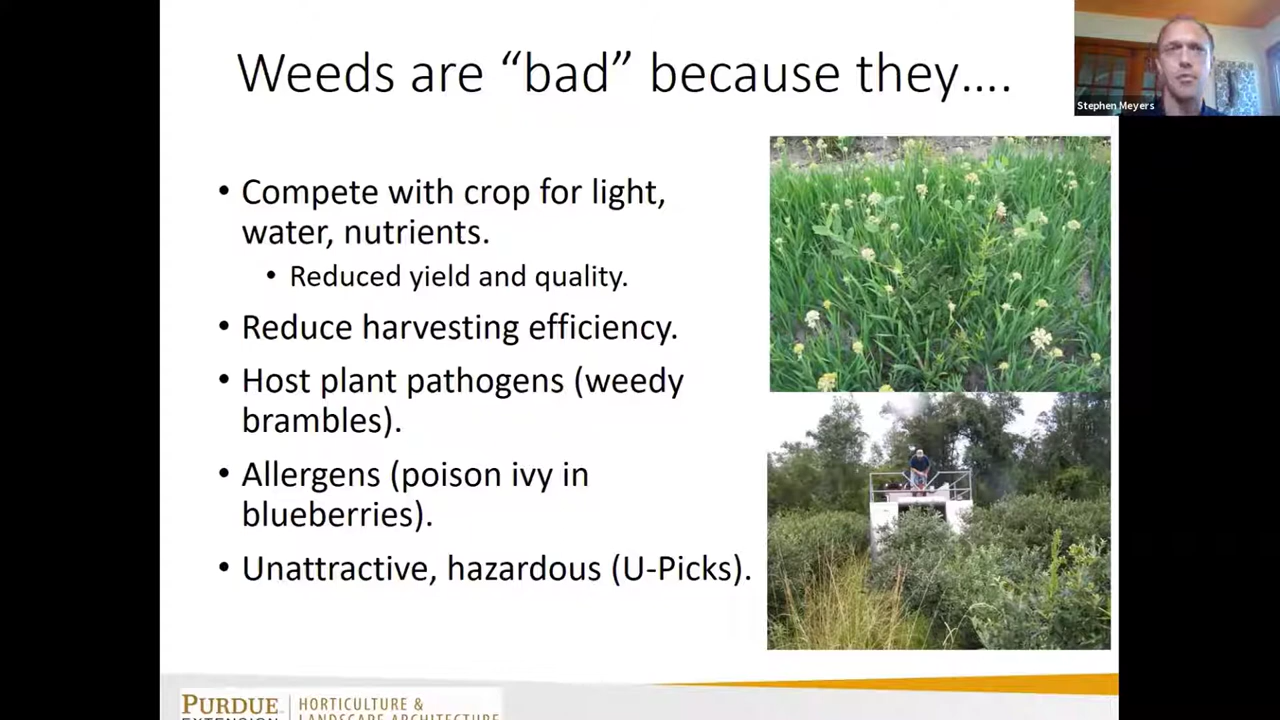 Weeds are “bad” because they….
Stephen Meyers
• Compete with crop for light,
water, nutrients.
• Reduced yield and quality.
• Reduce harvesting efficiency.
• Host plant pathogens (weedy
brambles).
• Allergens (poison ivy in
blueberries).
• Unattractive, hazardous (U-Picks).
PURDUE
EXTENSION
HORTICULTURE &
LANDSCAPE ARCHITECTURE